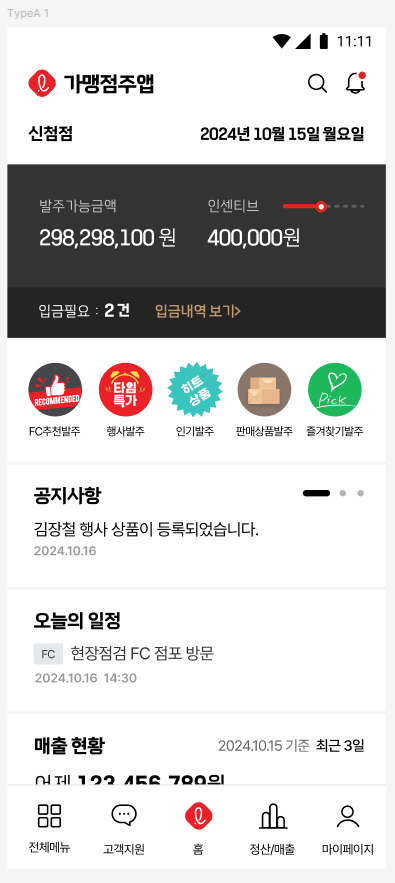 TypeA 1
11:11
가맹점주앱
신첨점 2024년 10월 15일 월요일
발주가능금액 인센티브
298,298,100 원 400,000원
입금필요 : 2 건 입금내역 보기>
RECOMMENDED 타임 특가 히트 상품 Pick
FC추천발주 행사발주 인기발주 판매상품발주 즐겨찾기발주
공지사항
김장철 행사 상품이 등록되었습니다.
2024.10.16
오늘의 일정
FC 현장점검 FC 점포 방문
2024.10.16 14:30
매출 현황 2024.10.15 기준 최근 3일
어제 123,456,789원
전체메뉴 고객지원 홈 정산/매출 마이페이지